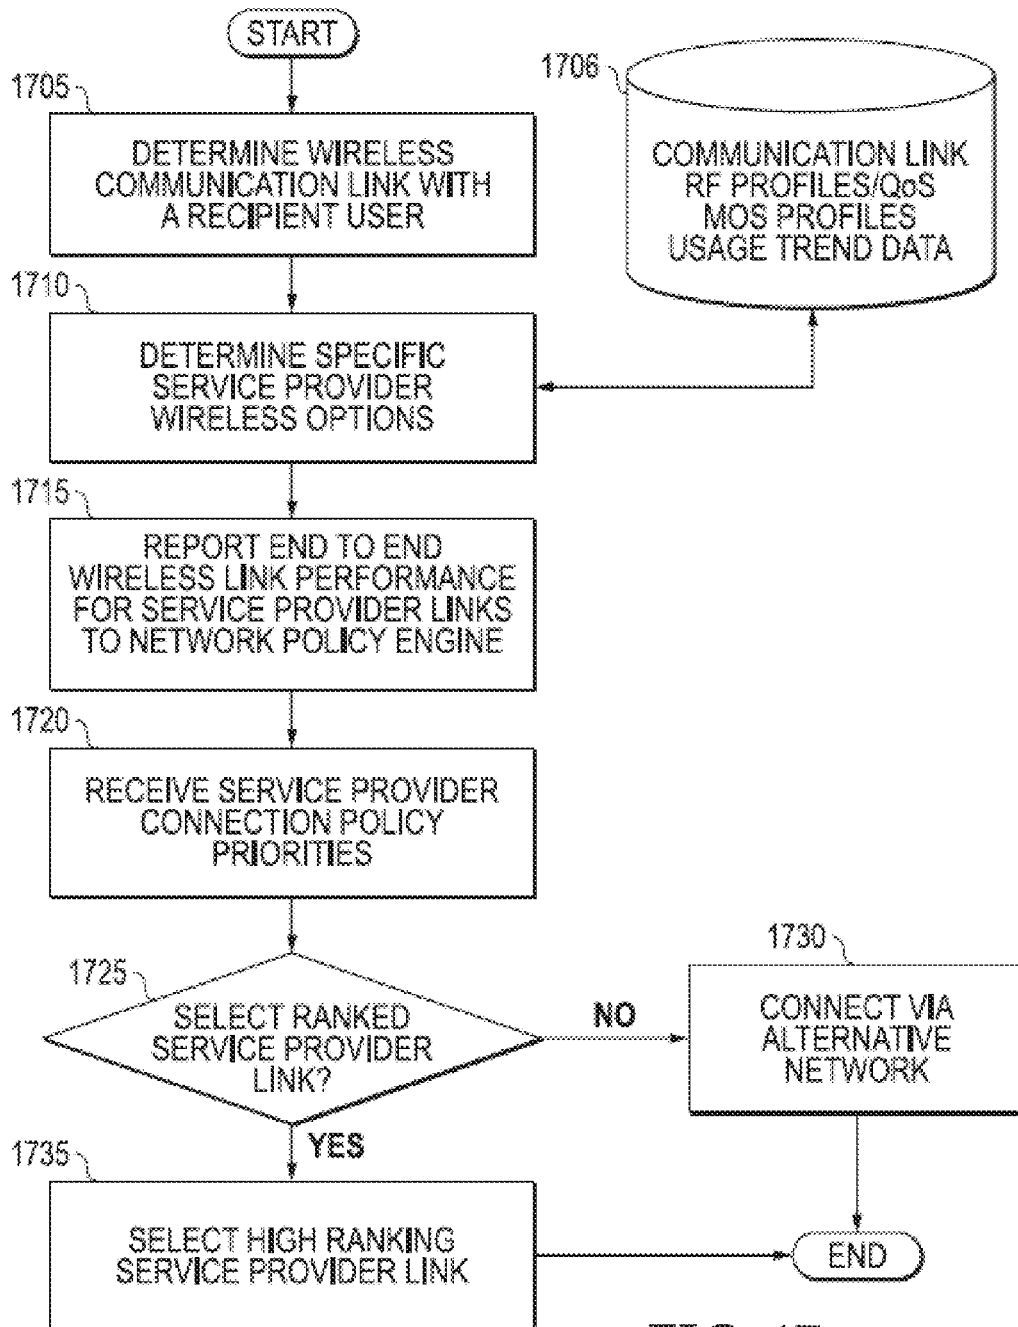 START
1705
DETERMINE WIRELESS
COMMUNICATION LINK WITH
A RECIPIENT USER
1706
COMMUNICATION LINK
RF PROFILES/QoS
MOS PROFILES
USAGE TREND DATA
1710
DETERMINE SPECIFIC
SERVICE PROVIDER
WIRELESS OPTIONS
1715
REPORT END TO END
WIRELESS LINK PERFORMANCE
FOR SERVICE PROVIDER LINKS
TO NETWORK POLICY ENGINE
1720
RECEIVE SERVICE PROVIDER
CONNECTION POLICY
PRIORITIES
1725
SELECT RANKED
SERVICE PROVIDER
LINK?
NO
1730
CONNECT VIA
ALTERNATIVE
NETWORK
YES
1735
SELECT HIGH RANKING
SERVICE PROVIDER LINK
END